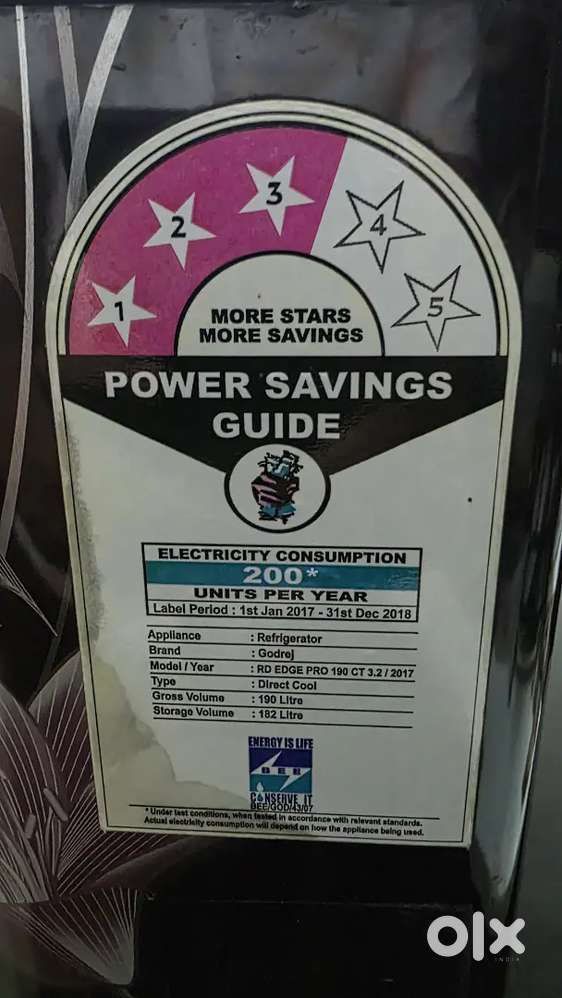 1
2
3
4
5
MORE STARS
MORE SAVINGS
POWER SAVINGS
GUIDE
ELECTRICITY CONSUMPTION
200*
UNITS PER YEAR
Label Period : 1st Jan 2017 - 31st Dec 2018
Appliance : Refrigerator
Brand : Godrej
Model / Year : RD EDGE PRO 190 CT 3.2 / 2017
Type : Direct Cool
Gross Volume : 190 Litre
Storage Volume : 182 Litre
ENERGY IS LIFE
BEE
CONSERVE IT
BEE/GOD/43/07
* Under test conditions, when tested in accordance with relevant standards.
Actual electricity consumption will depend on how the appliance being used.
olx
INDIA